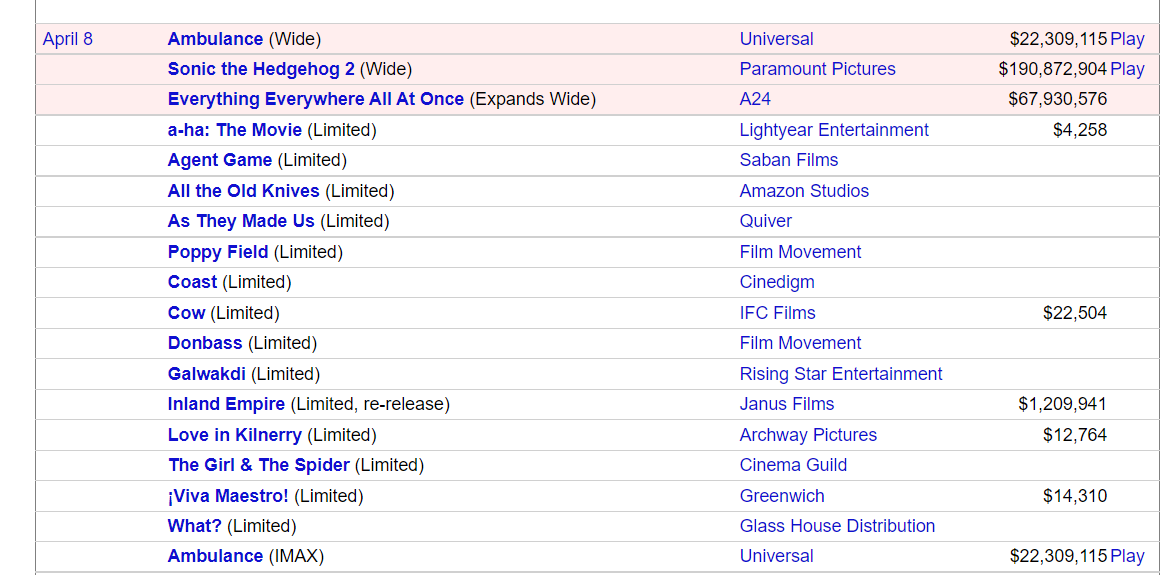 April 8 Ambulance (Wide) Universal $22,309,115 Play
Sonic the Hedgehog 2 (Wide) Paramount Pictures $190,872,904 Play
Everything Everywhere All At Once (Expands Wide) A24 $67,930,576
a-ha: The Movie (Limited) Lightyear Entertainment $4,258
Agent Game (Limited) Saban Films
All the Old Knives (Limited) Amazon Studios
As They Made Us (Limited) Quiver
Poppy Field (Limited) Film Movement
Coast (Limited) Cinedigm
Cow (Limited) IFC Films $22,504
Donbass (Limited) Film Movement
Galwakdi (Limited) Rising Star Entertainment
Inland Empire (Limited, re-release) Janus Films $1,209,941
Love in Kilnerry (Limited) Archway Pictures $12,764
The Girl & The Spider (Limited) Cinema Guild
¡Viva Maestro! (Limited) Greenwich $14,310
What? (Limited) Glass House Distribution
Ambulance (IMAX) Universal $22,309,115 Play